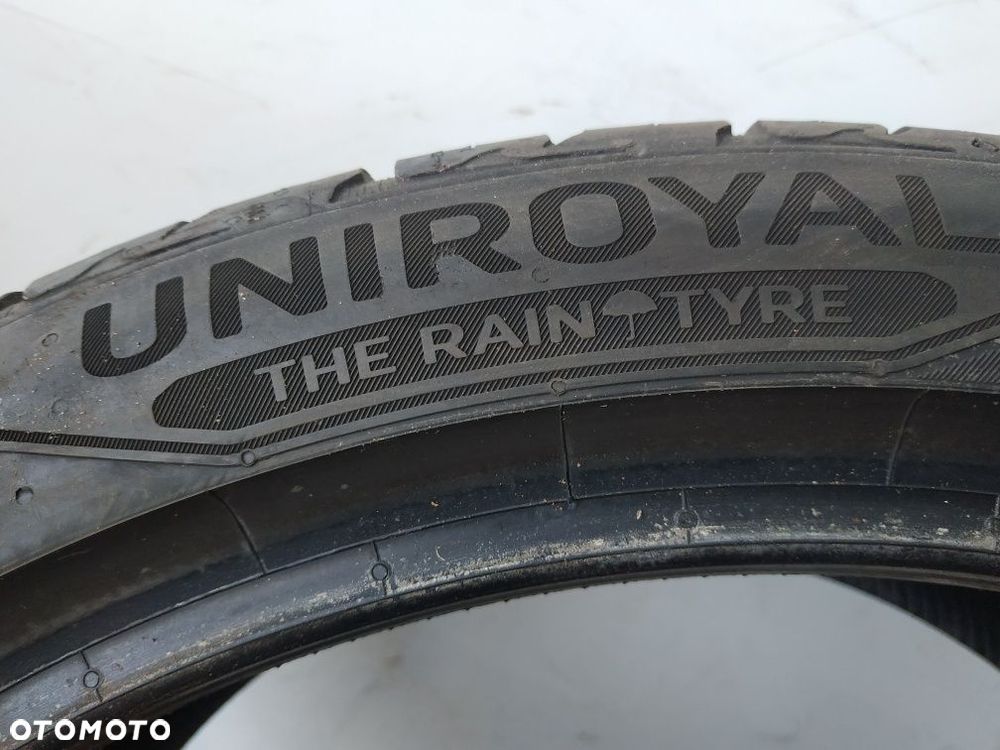 UNIROYAL
THE RAIN TYRE
OTOMOTO